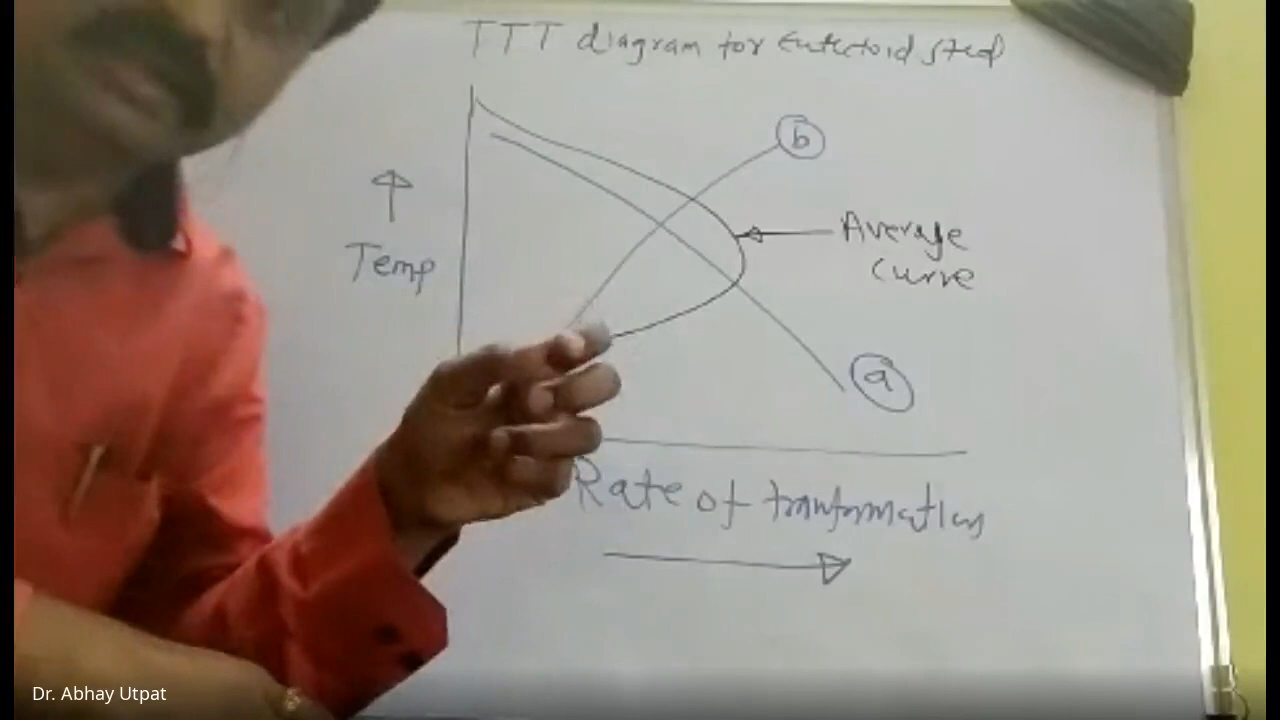 TTT diagram for Eutectoid steel
b
Average
curve
Temp
a
Rate of tranformation
Dr. Abhay Utpat